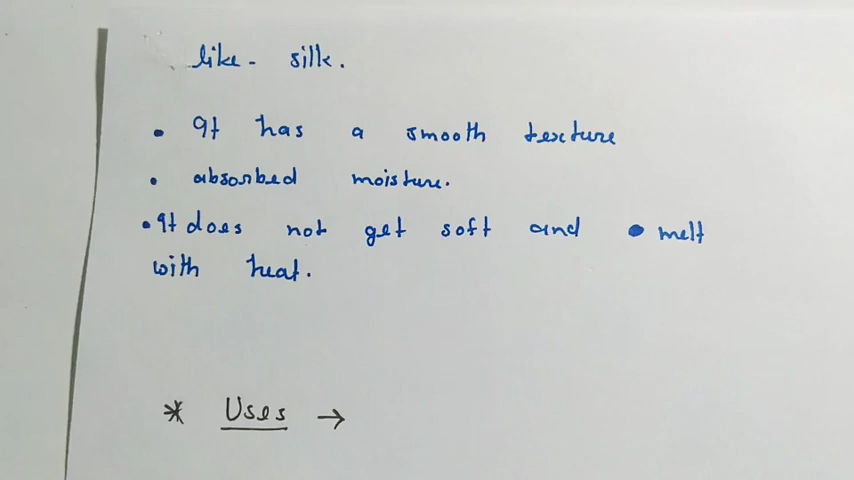 like - silk.
• It has a smooth texture
• absorbed moisture.
• It does not get soft and • melt
with heat.
* Uses →